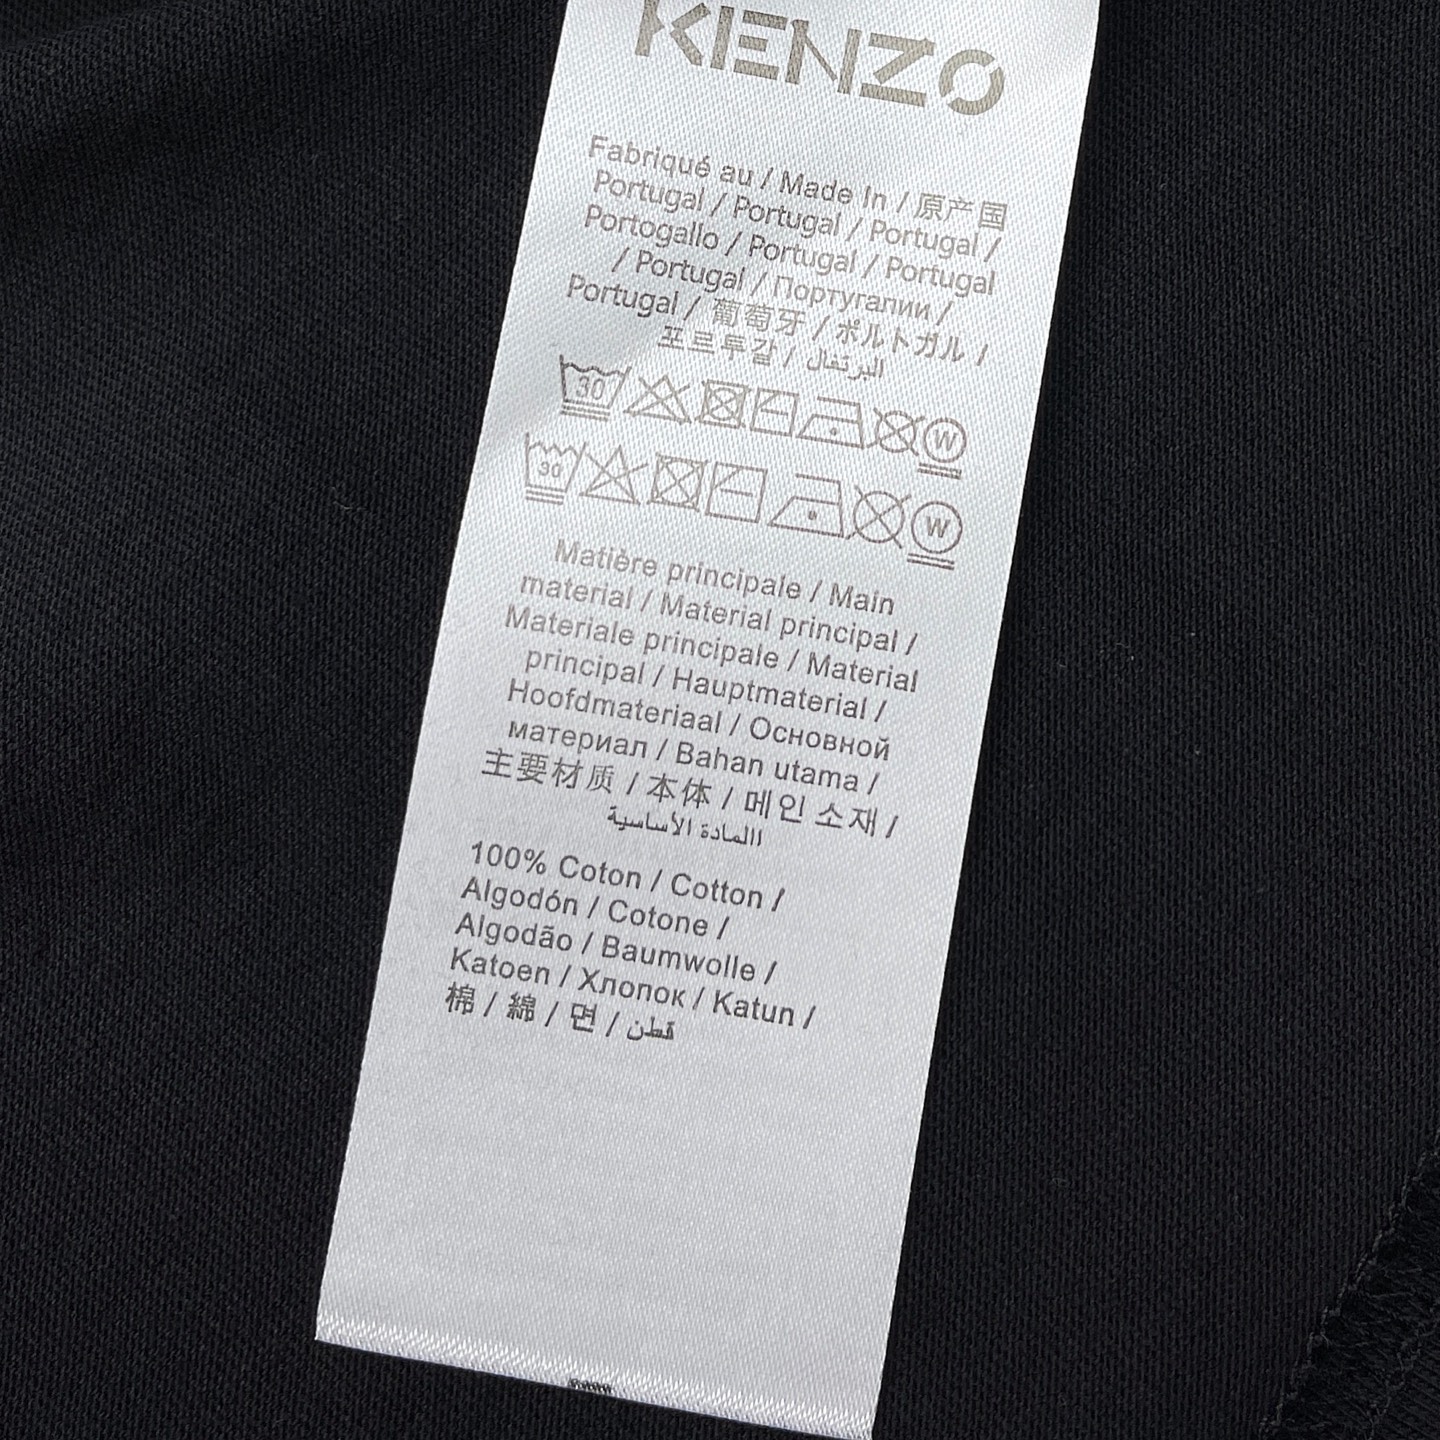 KENZO
Fabriqué au / Made In / 原产国
Portugal / Portugal / Portugal /
Portogallo / Portugal / Portugal
/ Portugal / Португалии /
Portugal / 葡萄牙 / ポルトガル /
포르투갈 / البرتغال
30 W
30 W
Matière principale / Main
material / Material principal /
Materiale principale / Material
principal / Hauptmaterial /
Hoofdmateriaal / Основной
материал / Bahan utama /
主要材质 / 本体 / 메인 소재 /
االمادة الأساسية
100% Coton / Cotton /
Algodón / Cotone /
Algodão / Baumwolle /
Katoen / Хлопок / Katun /
棉 / 綿 / 면 / قطن